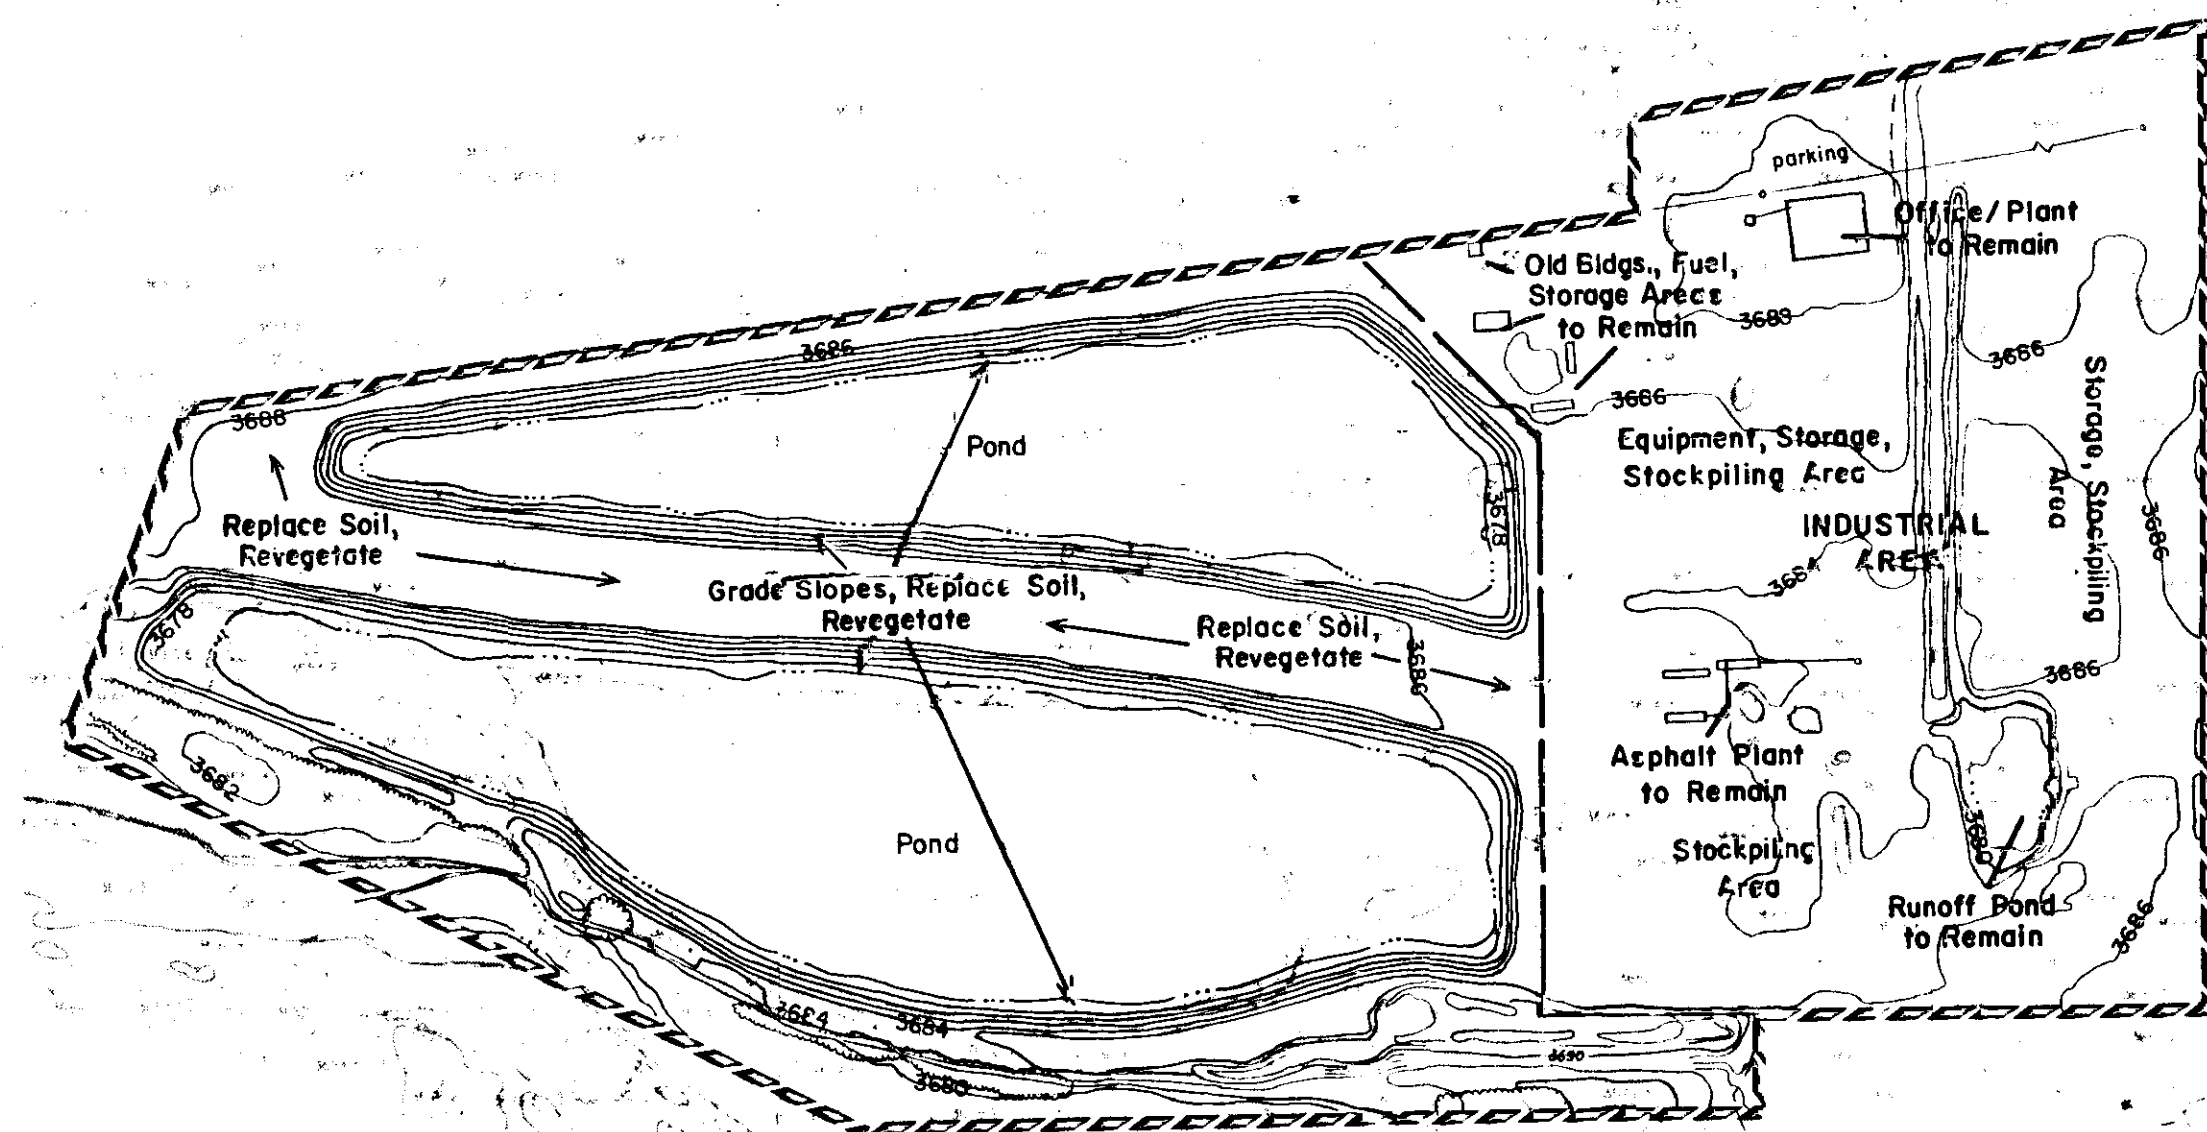 parking
Office/Plant
to Remain
Old Bldgs., Fuel,
Storage Areas
to Remain
3689
3686
3686
3686
3688
Pond
Equipment, Storage,
Stockpiling Area
Storage, Stockpiling
Area
3678
3686
INDUSTRIAL
AREA
Replace Soil,
Revegetate
3684
Grade Slopes, Replace Soil,
Revegetate
3678
Replace Soil,
Revegetate
3686
3686
Asphalt Plant
to Remain
3682
Pond
Stockpiling
Area
3680
Runoff Pond
to Remain
3686
3684
3684
3690
3680